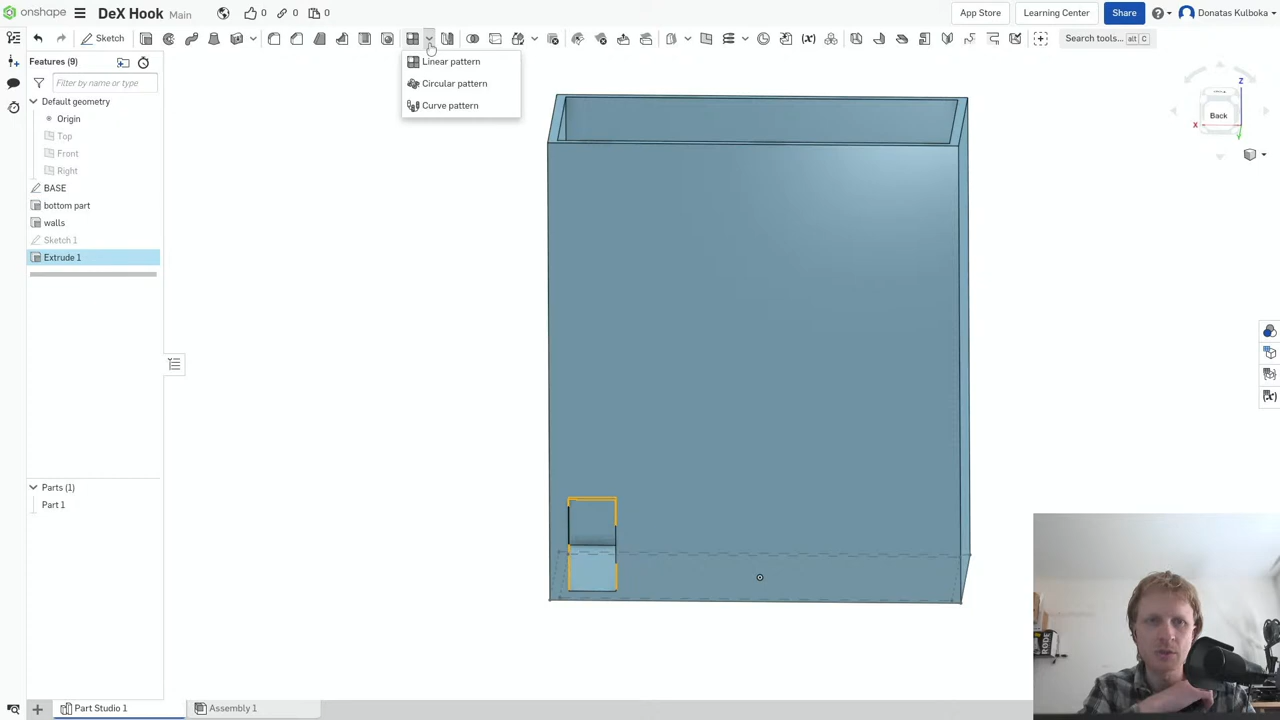 onshape DeX Hook Main 0 0 0 App Store Learning Center Share Donatas Kulboka
Sketch Search tools... alt C
Features (9)
Filter by name or type
Default geometry
Origin
Top
Front
Right
BASE
bottom part
walls
Sketch 1
Extrude 1
Linear pattern
Circular pattern
Curve pattern
Z
Back
X
Y
Parts (1)
Part 1
RØDE
Part Studio 1 Assembly 1